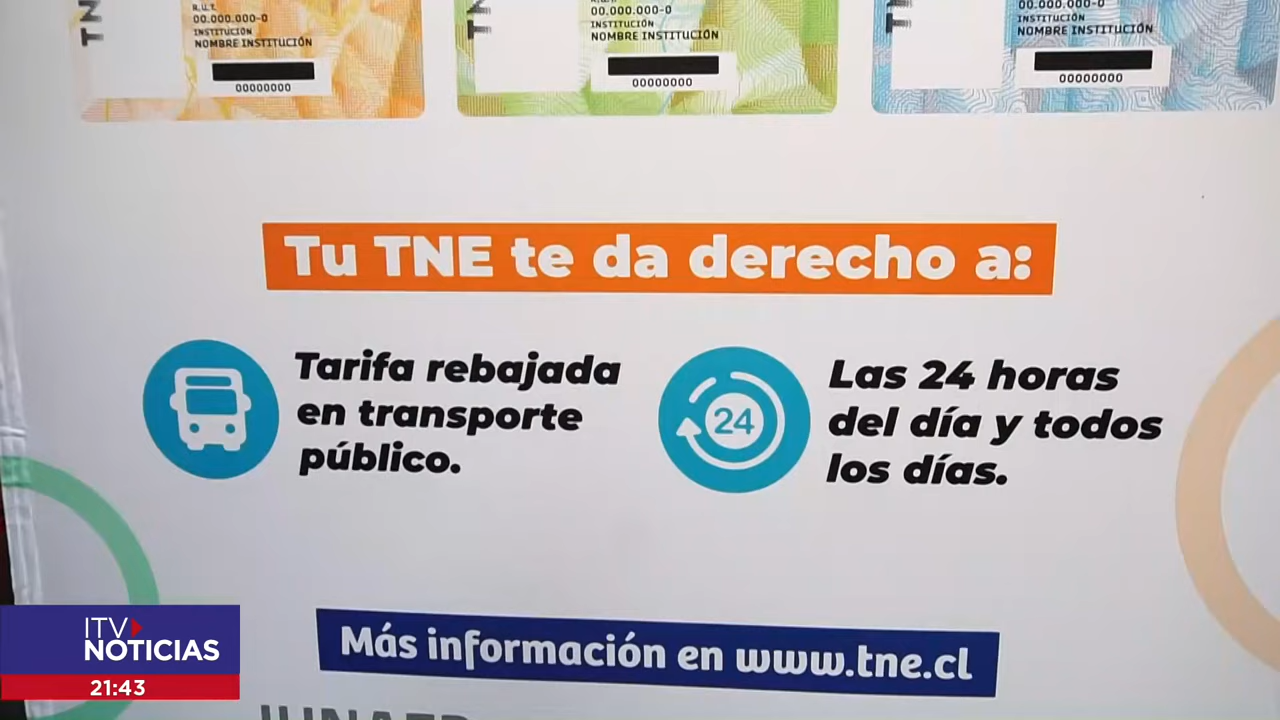 TN
R.U.T.
00.000.000-0
INSTITUCIÓN
NOMBRE INSTITUCIÓN
00000000
TN
R.U.T.
00.000.000-0
INSTITUCIÓN
NOMBRE INSTITUCIÓN
00000000
00.000.000-0
INSTITUCIÓN
NOMBRE INSTITUCIÓN
00000000
Tu TNE te da derecho a:
Tarifa rebajada
en transporte
público.
24
Las 24 horas
del día y todos
los días.
Más información en www.tne.cl
ITV
NOTICIAS
21:43